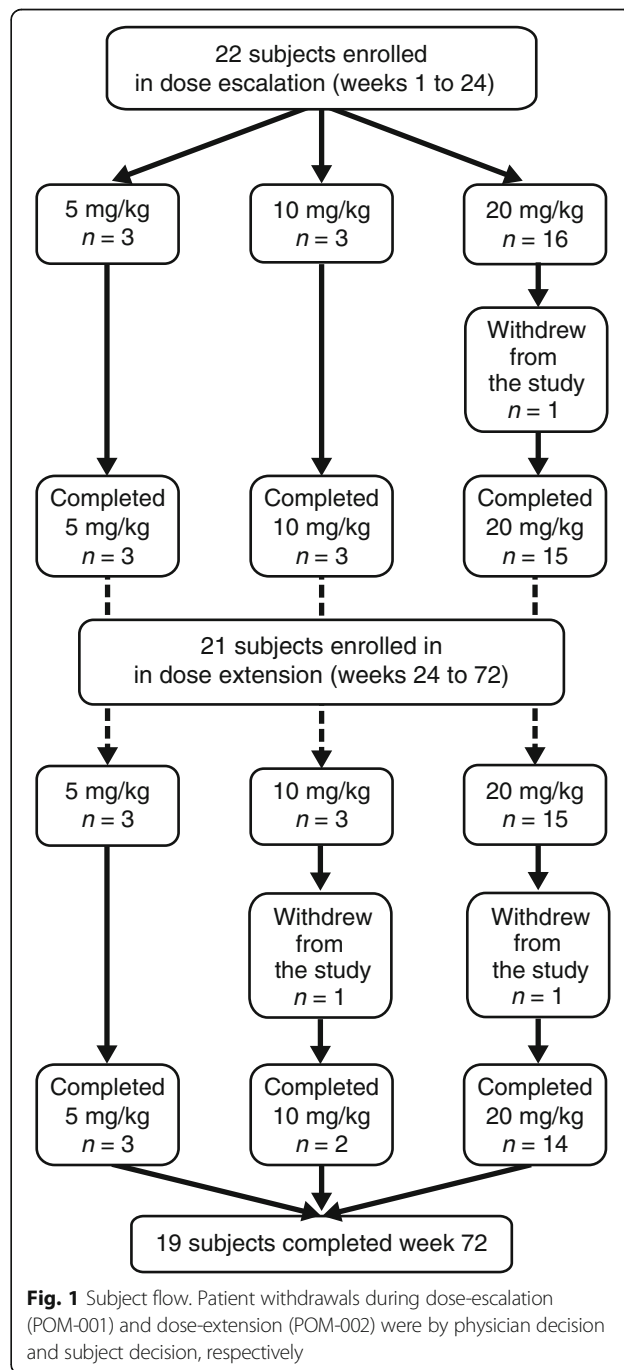 22 subjects enrolled
in dose escalation (weeks 1 to 24)
5 mg/kg
n = 3
10 mg/kg
n = 3
20 mg/kg
n = 16
Withdrew
from
the study
n = 1
Completed
5 mg/kg
n = 3
Completed
10 mg/kg
n = 3
Completed
20 mg/kg
n = 15
21 subjects enrolled in
in dose extension (weeks 24 to 72)
5 mg/kg
n = 3
10 mg/kg
n = 3
20 mg/kg
n = 15
Withdrew
from
the study
n = 1
Withdrew
from
the study
n = 1
Completed
5 mg/kg
n = 3
Completed
10 mg/kg
n = 2
Completed
20 mg/kg
n = 14
19 subjects completed week 72
Fig. 1 Subject flow. Patient withdrawals during dose-escalation
(POM-001) and dose-extension (POM-002) were by physician decision
and subject decision, respectively